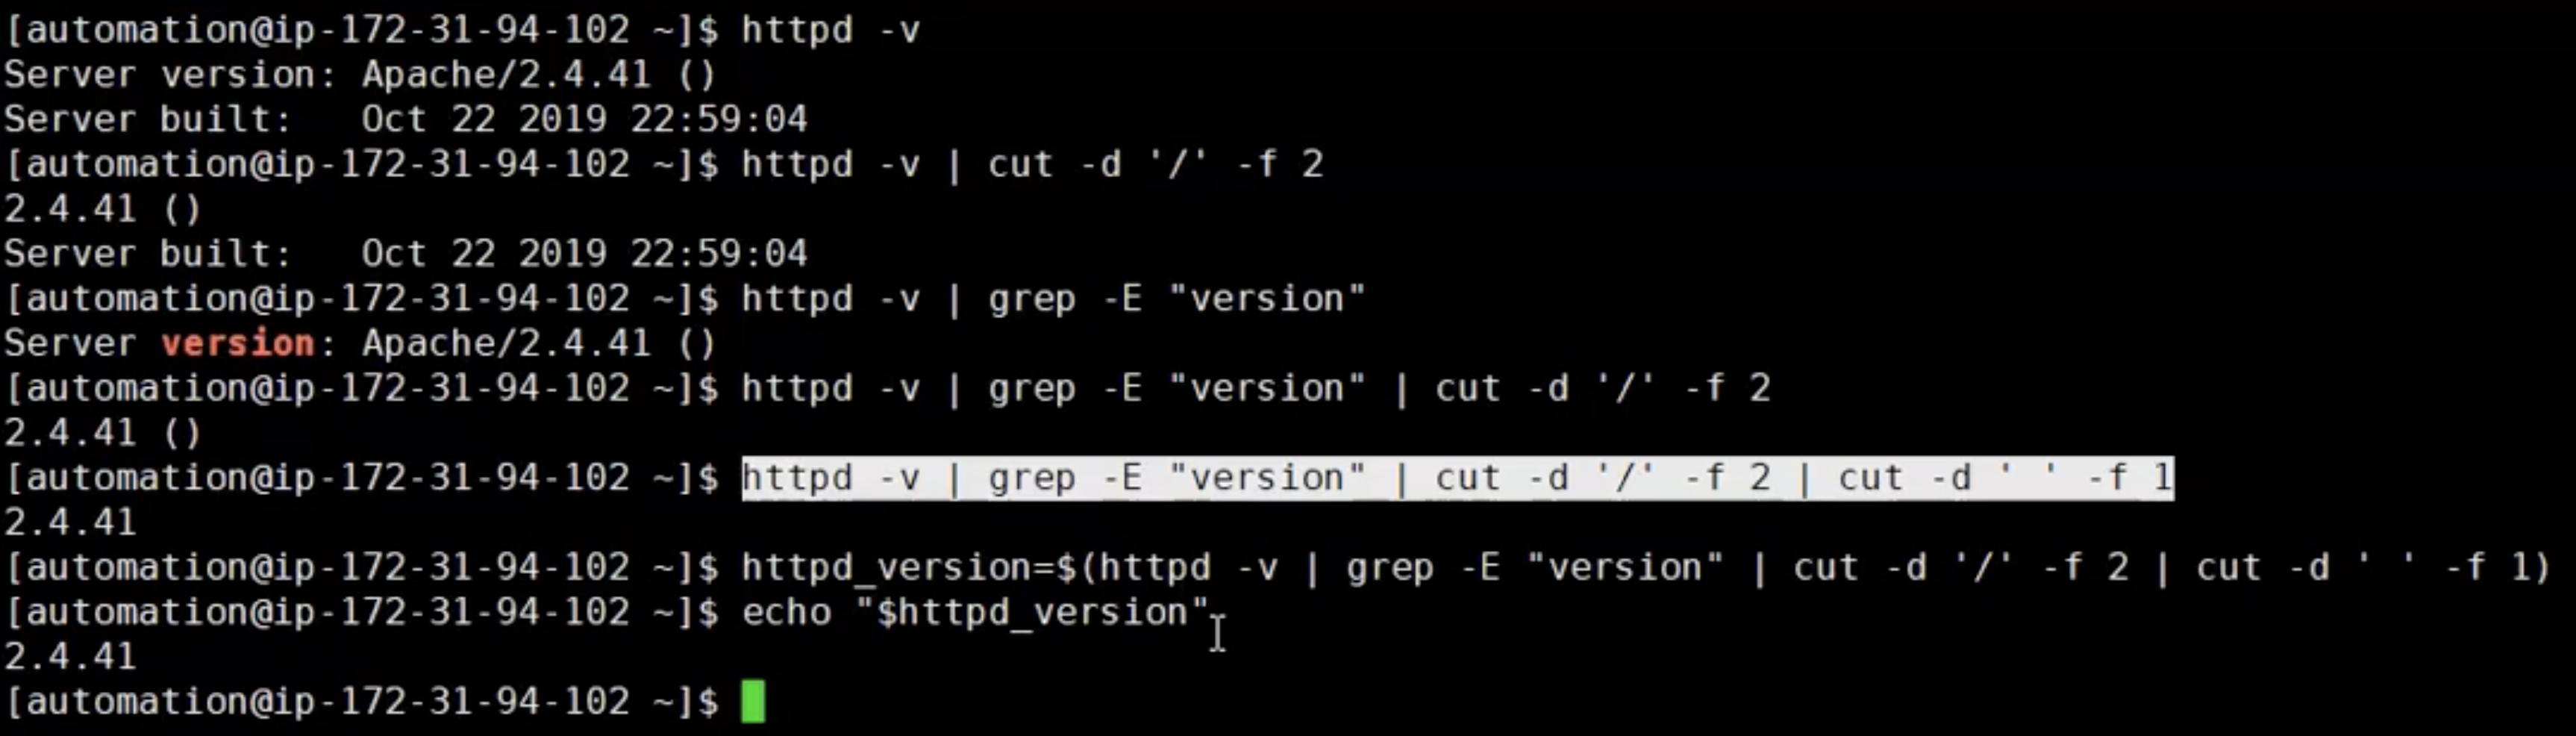 [automation@ip-172-31-94-102 ~]$ httpd -v
Server version: Apache/2.4.41 ()
Server built:   Oct 22 2019 22:59:04
[automation@ip-172-31-94-102 ~]$ httpd -v | cut -d '/' -f 2
2.4.41 ()
Server built:   Oct 22 2019 22:59:04
[automation@ip-172-31-94-102 ~]$ httpd -v | grep -E "version"
Server version: Apache/2.4.41 ()
[automation@ip-172-31-94-102 ~]$ httpd -v | grep -E "version" | cut -d '/' -f 2
2.4.41 ()
[automation@ip-172-31-94-102 ~]$ httpd -v | grep -E "version" | cut -d '/' -f 2 | cut -d ' ' -f 1
2.4.41
[automation@ip-172-31-94-102 ~]$ httpd_version=$(httpd -v | grep -E "version" | cut -d '/' -f 2 | cut -d ' ' -f 1)
[automation@ip-172-31-94-102 ~]$ echo "$httpd_version"
2.4.41
[automation@ip-172-31-94-102 ~]$